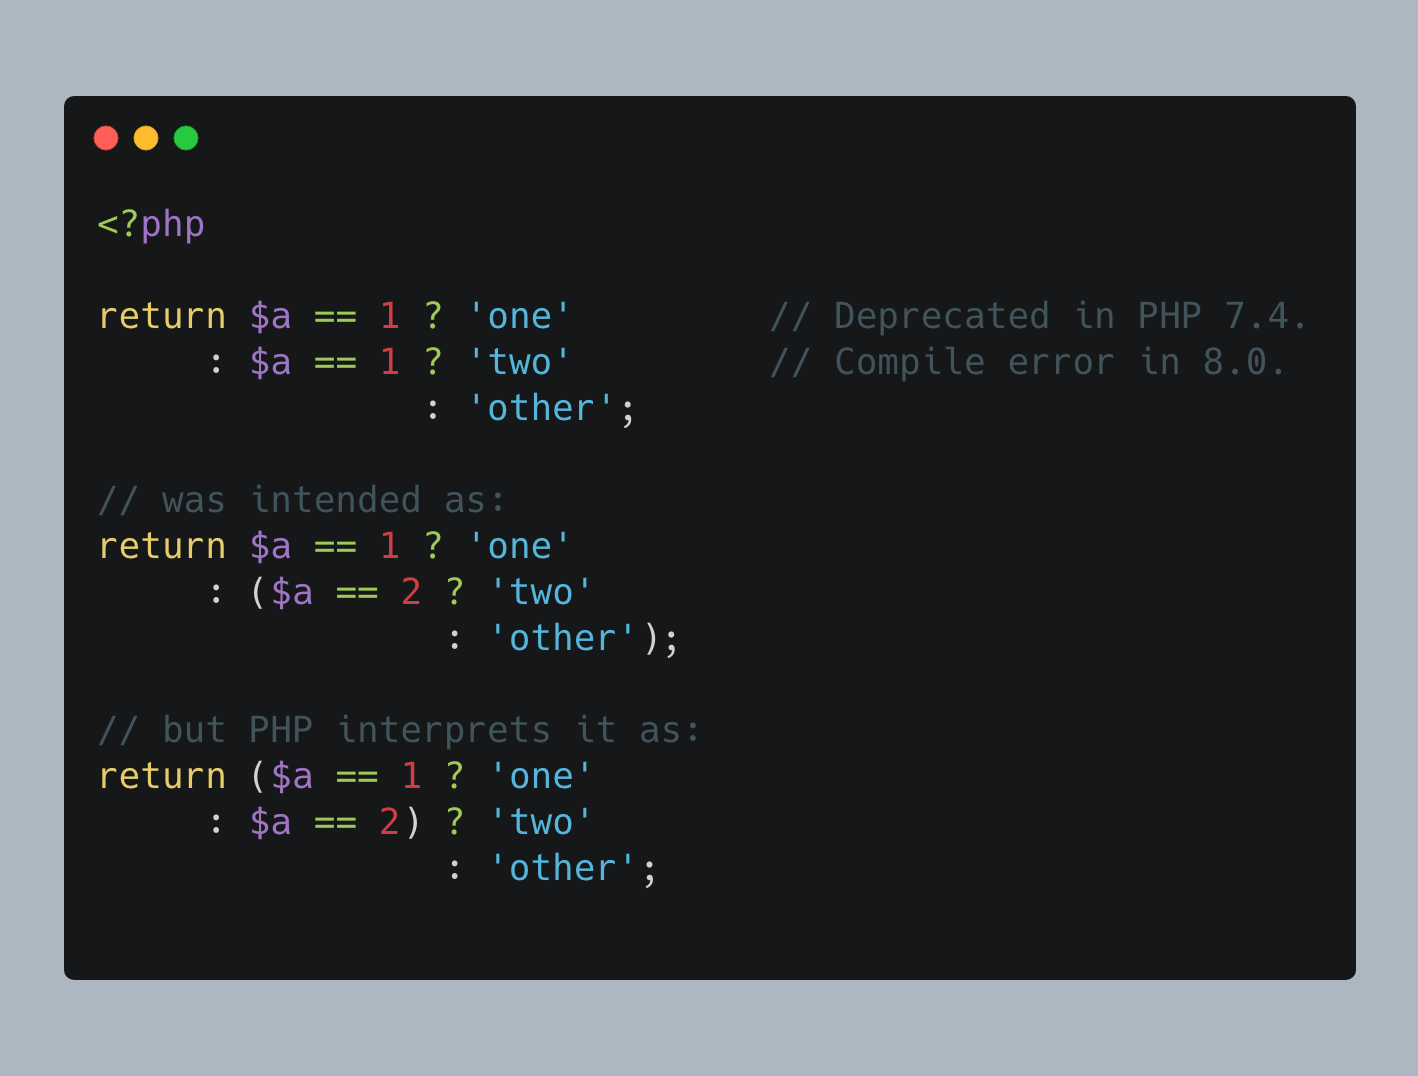 <?php
return $a == 1 ? 'one'         // Deprecated in PHP 7.4.
     : $a == 1 ? 'two'         // Compile error in 8.0.
               : 'other';
// was intended as:
return $a == 1 ? 'one'
     : ($a == 2 ? 'two'
                : 'other');
// but PHP interprets it as:
return ($a == 1 ? 'one'
     : $a == 2) ? 'two'
                : 'other';